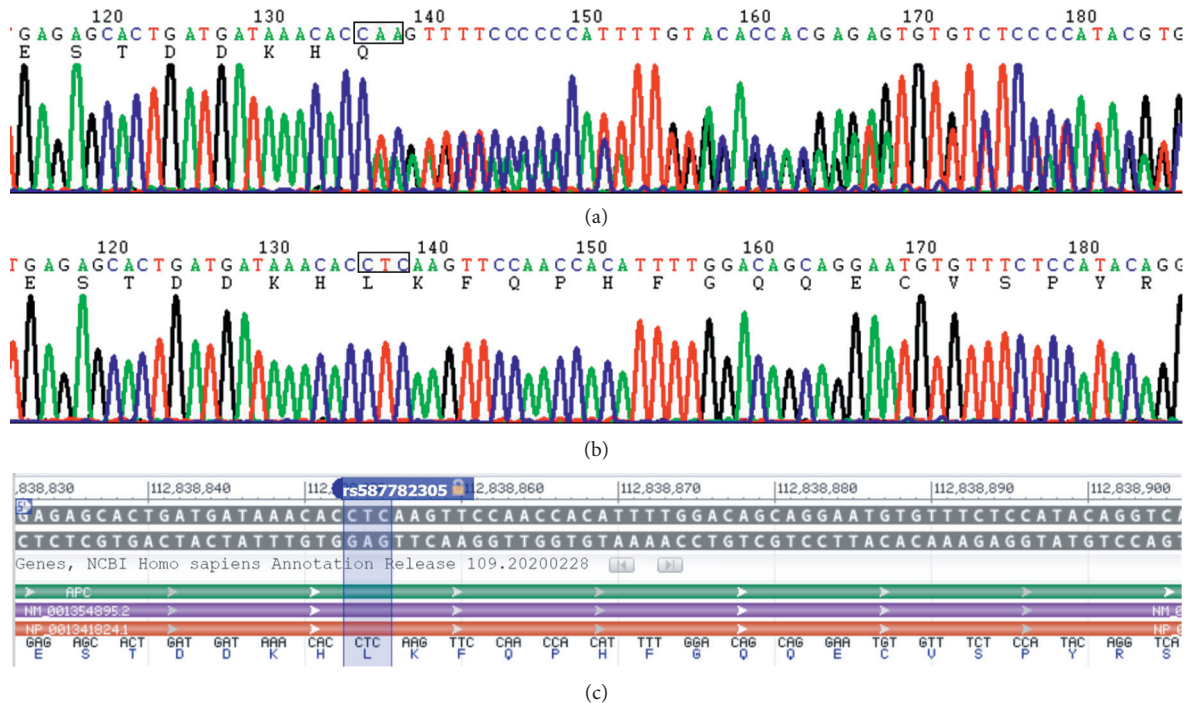 120 130 140 150 160 170 180
TGAGAGCACTGATGATAAACACCAAGTTTTCCCCCCATTTTGTACACCACGAGAGTGTGTCTCCCCATACGTG
E S T D D K H Q
(a)
120 130 140 150 160 170 180
TGAGAGCACTGATGATAAACACCTCAAGTTCCAACCACATTTTGGACAGCAGGAATGTGTTTCTCCATACAGG
E S T D D K H L K F Q P H F G Q Q E C V S P Y R
(b)
,838,830 112,838,840 112, rs587782305 112,838,860 112,838,870 112,838,880 112,838,890 112,838,900
5'
GAGAGCACTGATGATAAACACCTCAAGTTCCAACCACATTTTGGACAGCAGGAATGTGTTTCTCCATACAGGTCA
CTCTCGTGACTACTATTTGTGGAGTTCAAGGTTGGTGTAAAACCTGTCGTCCTTACACAAAGAGGTATGTCCAGT
Genes, NCBI Homo sapiens Annotation Release 109.20200228
APC
NM_001354895.2 NM_0
NP_001341824.1 NP_0
GAG AGC ACT GAT GAT AAA CAC CTC AAG TTC CAA CCA CAT TTT GGA CAG CAG GAA TGT GTT TCT CCA TAC AGG TCA
E S T D D K H L K F Q P H F G Q Q E C V S P Y R S
(c)